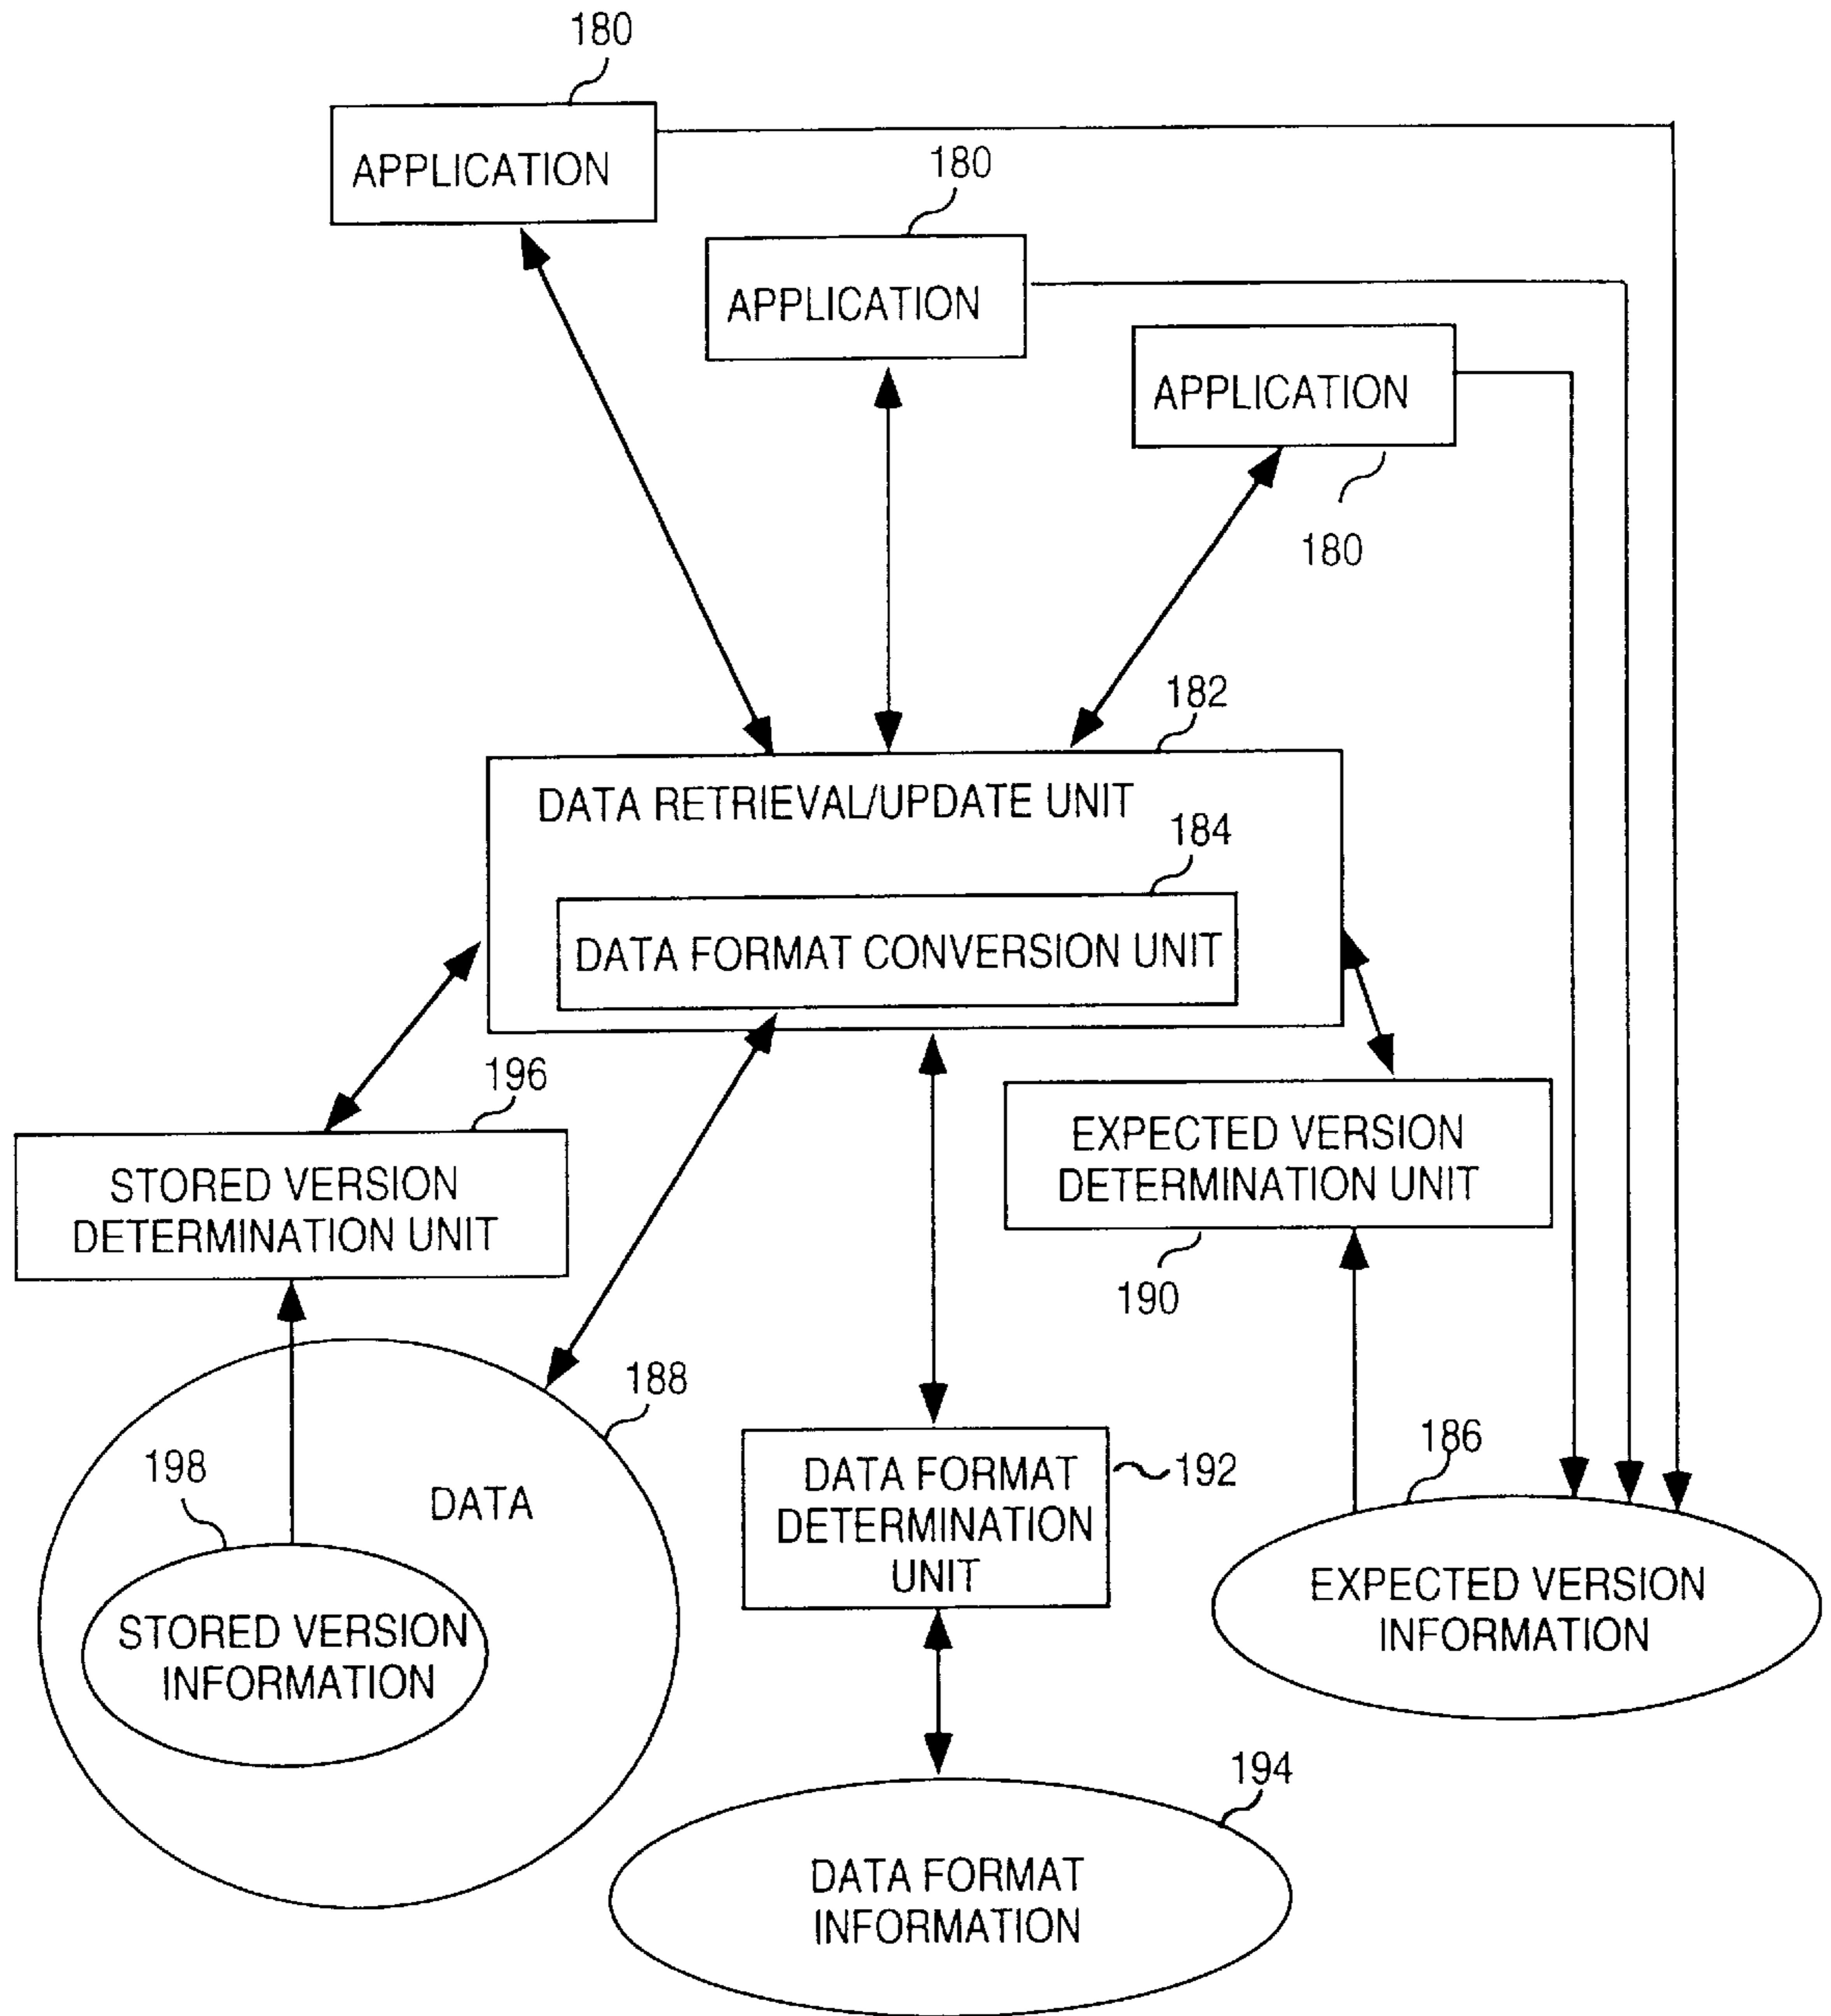 180
APPLICATION
180
APPLICATION
APPLICATION
180
182
DATA RETRIEVAL/UPDATE UNIT
184
DATA FORMAT CONVERSION UNIT
196
STORED VERSION
DETERMINATION UNIT
EXPECTED VERSION
DETERMINATION UNIT
190
188
198
DATA
STORED VERSION
INFORMATION
DATA FORMAT
DETERMINATION
UNIT
192
186
EXPECTED VERSION
INFORMATION
194
DATA FORMAT
INFORMATION